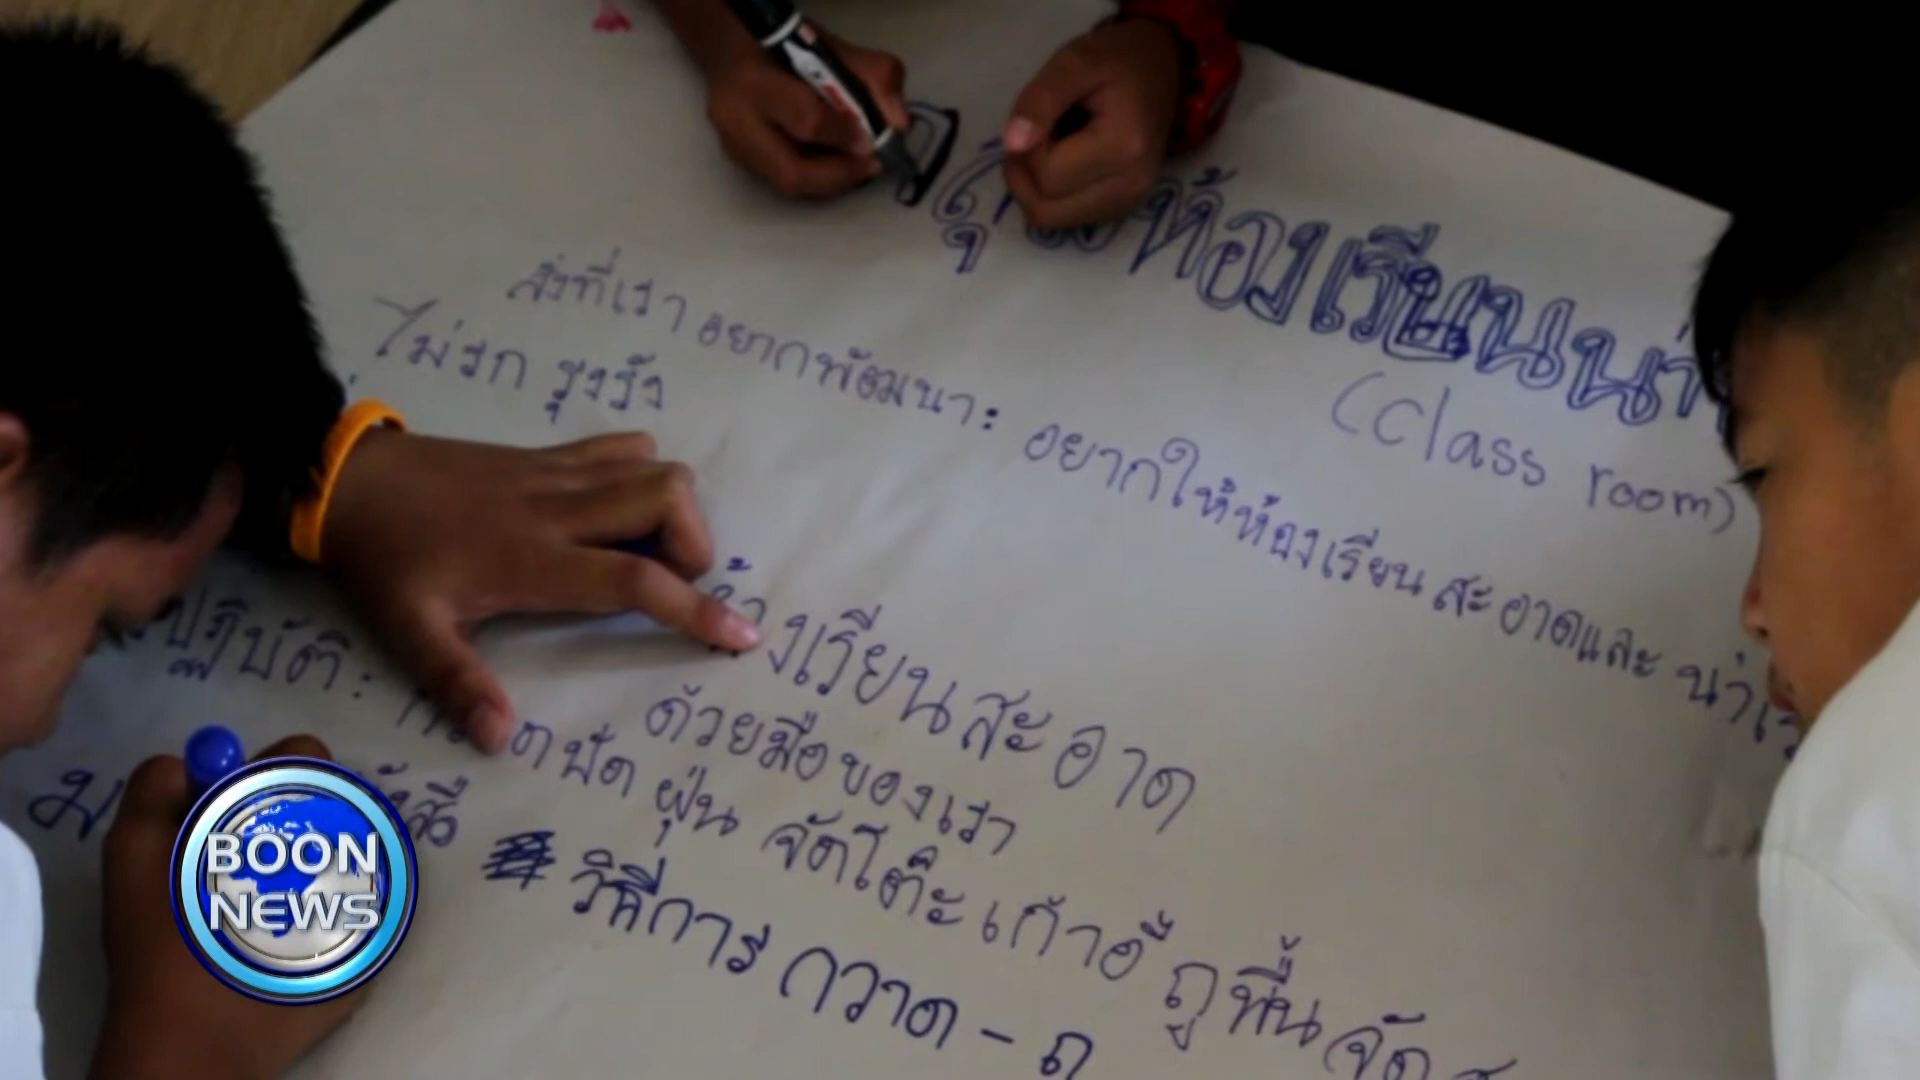 ห้องเรียนน่า
(Class room)
สิ่งที่เรา อยากพัฒนา: อยากให้ห้องเรียน สะอาดและ น่าเรี
ไม่รก รุงรัง
ห้องเรียนสะอาด
ด้วยมือของเรา
ปฏิบัติ: ปัด ฝุ่น จัดโต๊ะ เก้าอี้ ถูพื้น จัด
วิธีการ กวาด - ถ
BOON
NEWS